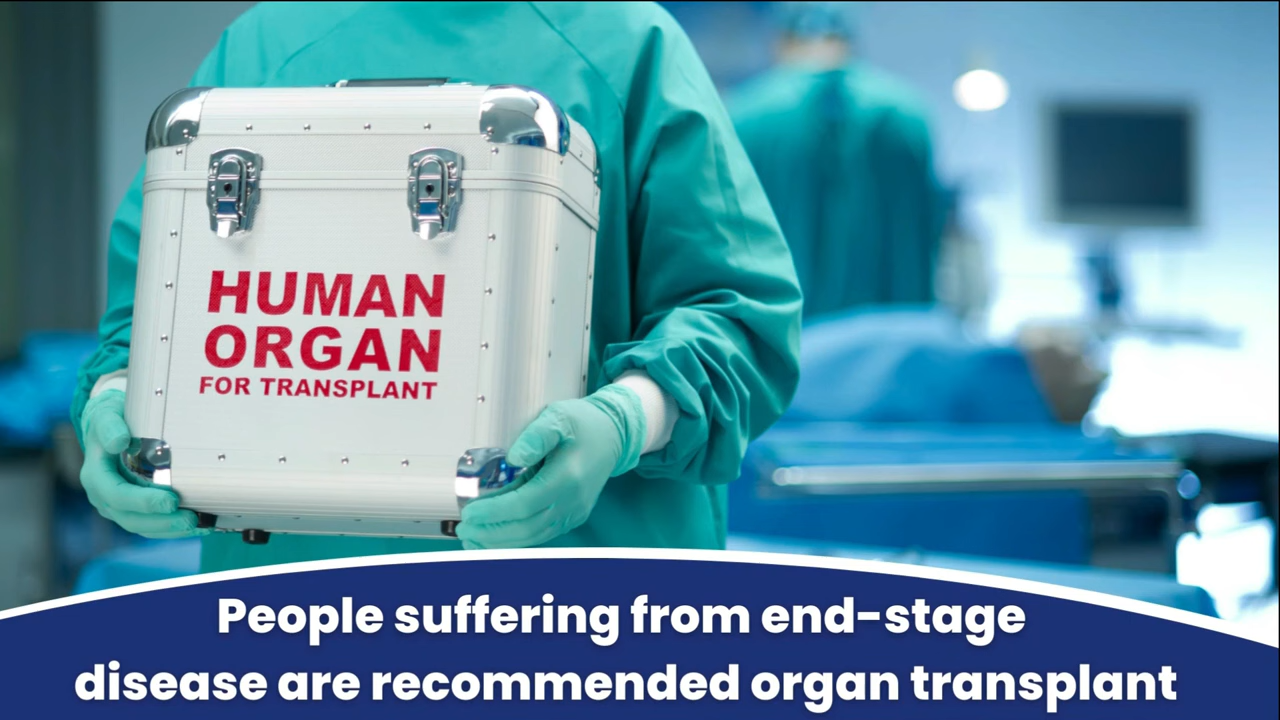 HUMAN
ORGAN
FOR TRANSPLANT
People suffering from end-stage
disease are recommended organ transplant